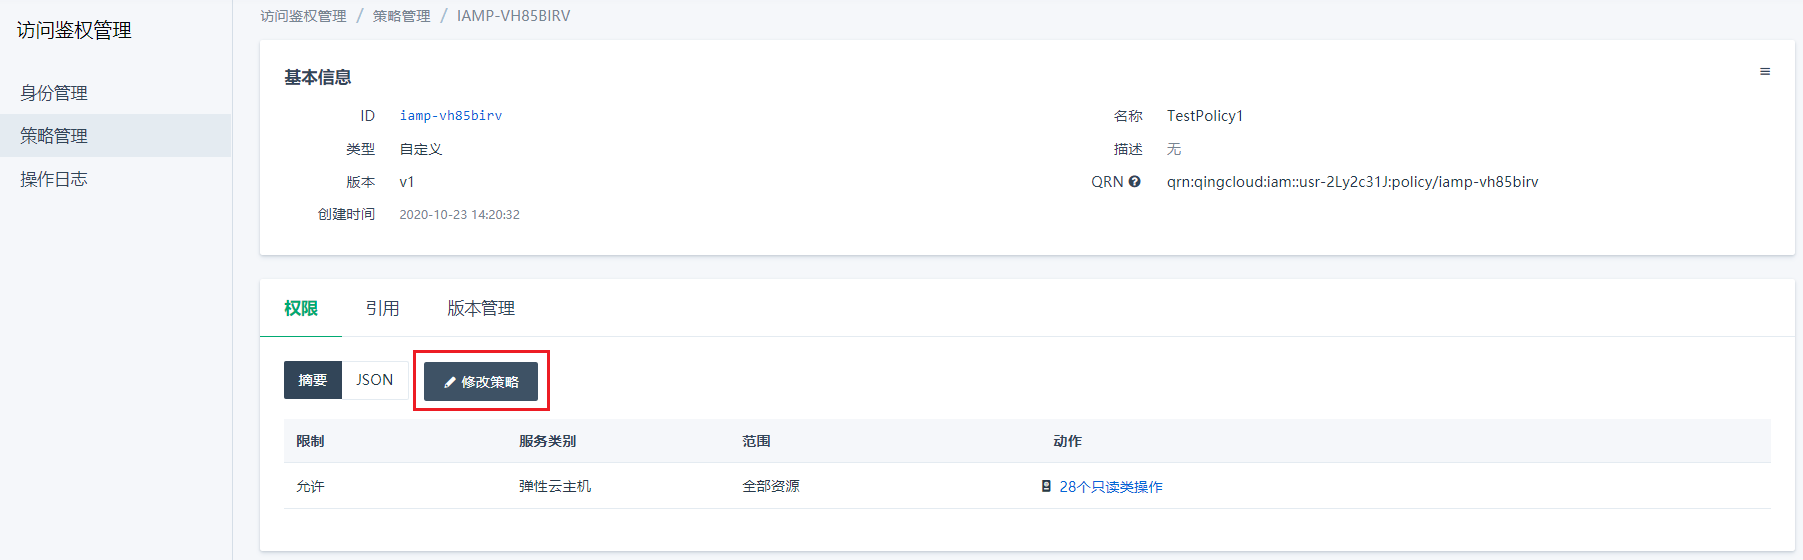 访问鉴权管理
身份管理
策略管理
操作日志
访问鉴权管理 / 策略管理 / IAMP-VH85BIRV
基本信息
ID iamp-vh85birv
名称 TestPolicy1
类型 自定义
描述 无
版本 v1
QRN qrn:qingcloud:iam::usr-2Ly2c31J:policy/iamp-vh85birv
创建时间 2020-10-23 14:20:32
权限 引用 版本管理
摘要 JSON 修改策略
限制 服务类别 范围 动作
允许 弹性云主机 全部资源 28个只读类操作